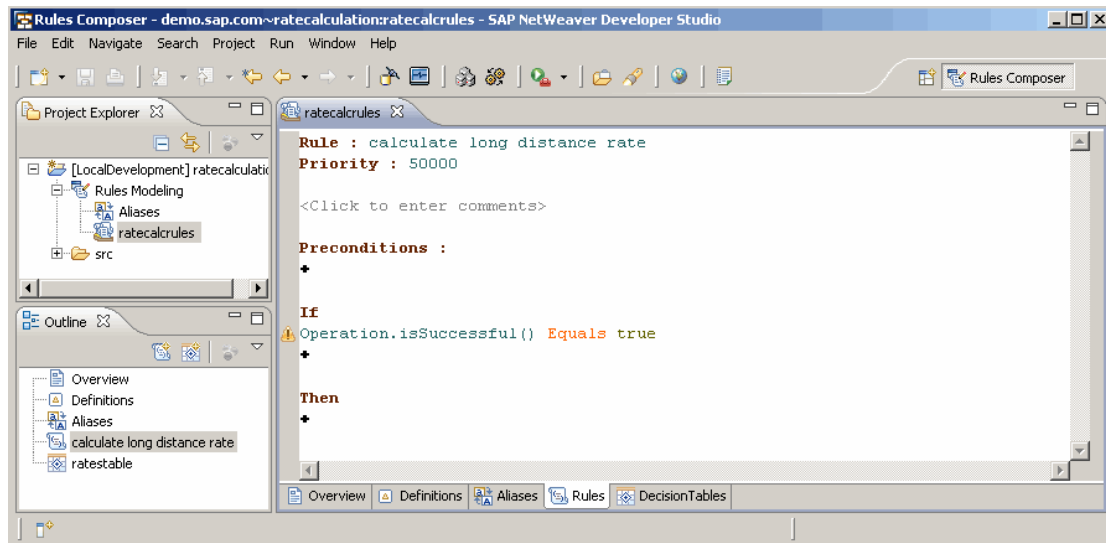 Rules Composer - demo.sap.com~ratecalculation:ratecalcrules - SAP NetWeaver Developer Studio
File Edit Navigate Search Project Run Window Help
Rules Composer
Project Explorer
[LocalDevelopment] ratecalculatic
Rules Modeling
Aliases
ratecalcrules
src
Outline
Overview
Definitions
Aliases
calculate long distance rate
ratestable
ratecalcrules
Rule : calculate long distance rate
Priority : 50000
<Click to enter comments>
Preconditions :
+
If
Operation.isSuccessful() Equals true
+
Then
+
Overview Definitions Aliases Rules DecisionTables